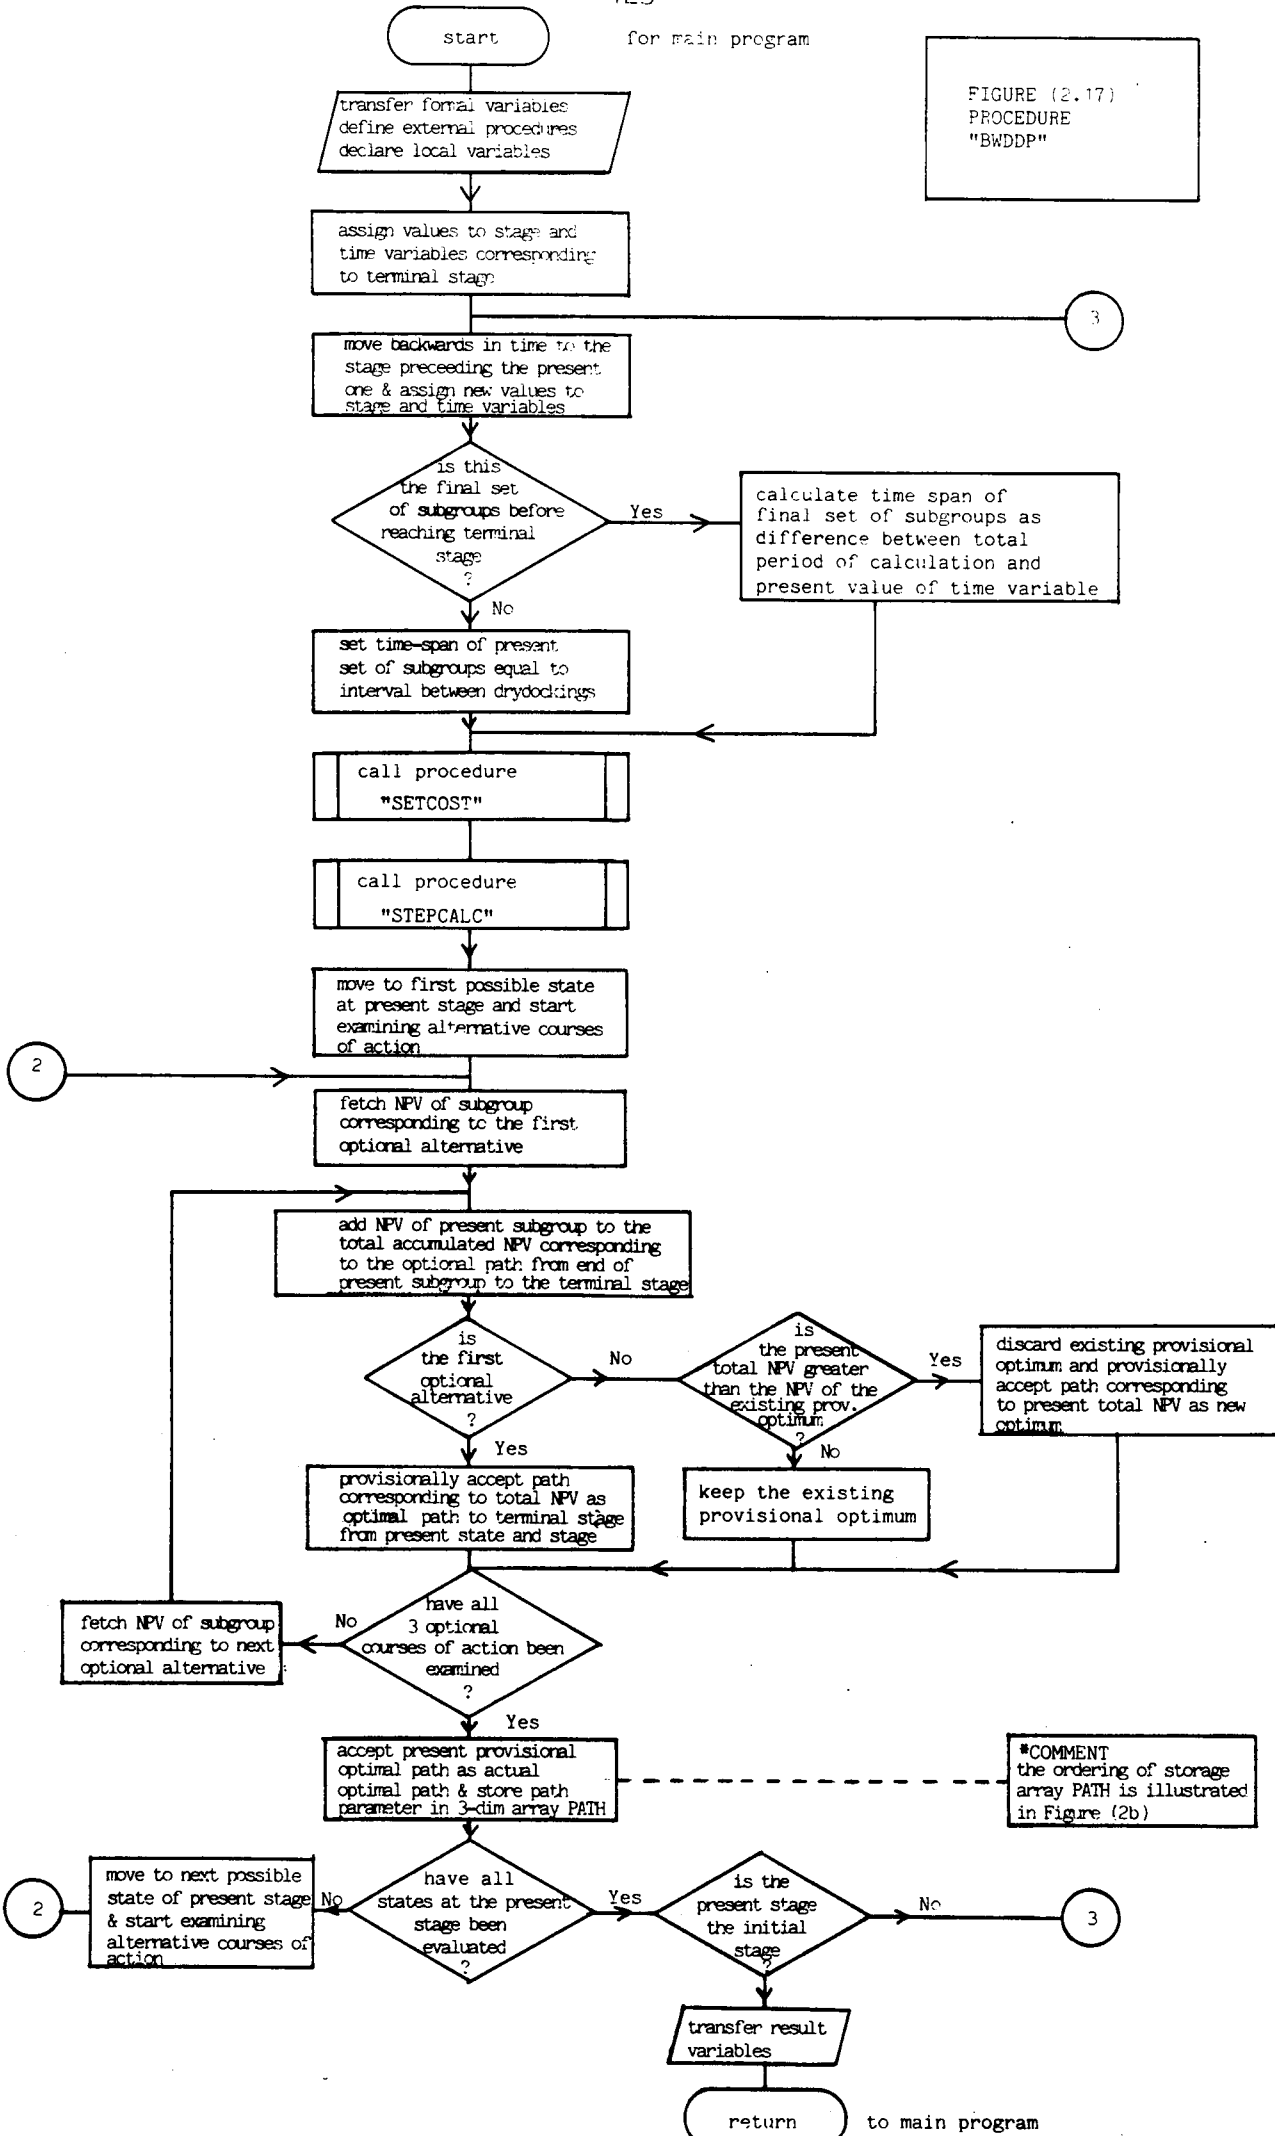 start
for main program
FIGURE (2.17)
PROCEDURE
"BWDDP"
transfer formal variables
define external procedures
declare local variables
assign values to stage and
time variables corresponding
to terminal stage
3
move backwards in time to the
stage preceeding the present
one & assign new values to
stage and time variables
is this
the final set
of subgroups before
reaching terminal
stage
?
Yes
calculate time span of
final set of subgroups as
difference between total
period of calculation and
present value of time variable
No
set time-span of present
set of subgroups equal to
interval between drydockings
call procedure
"SETCOST"
call procedure
"STEPCALC"
move to first possible state
at present stage and start
examining alternative courses
of action
2
fetch NPV of subgroup
corresponding to the first
optional alternative
add NPV of present subgroup to the
total accumulated NPV corresponding
to the optional path from end of
present subgroup to the terminal stage
is
the first
optional
alternative
?
No
is
the present
total NPV greater
than the NPV of the
existing prov.
optimum
?
Yes
discard existing provisional
optimum and provisionally
accept path corresponding
to present total NPV as new
optimum
Yes
No
provisionally accept path
corresponding to total NPV as
optimal path to terminal stage
from present state and stage
keep the existing
provisional optimum
have all
3 optional
courses of action been
examined
?
No
fetch NPV of subgroup
corresponding to next
optional alternative
Yes
accept present provisional
optimal path as actual
optimal path & store path
parameter in 3-dim array PATH
*COMMENT
the ordering of storage
array PATH is illustrated
in Figure (2b)
2
move to next possible
state of present stage
& start examining
alternative courses of
action
No
have all
states at the present
stage been
evaluated
?
Yes
is the
present stage
the initial
stage
?
No
3
transfer result
variables
return
to main program